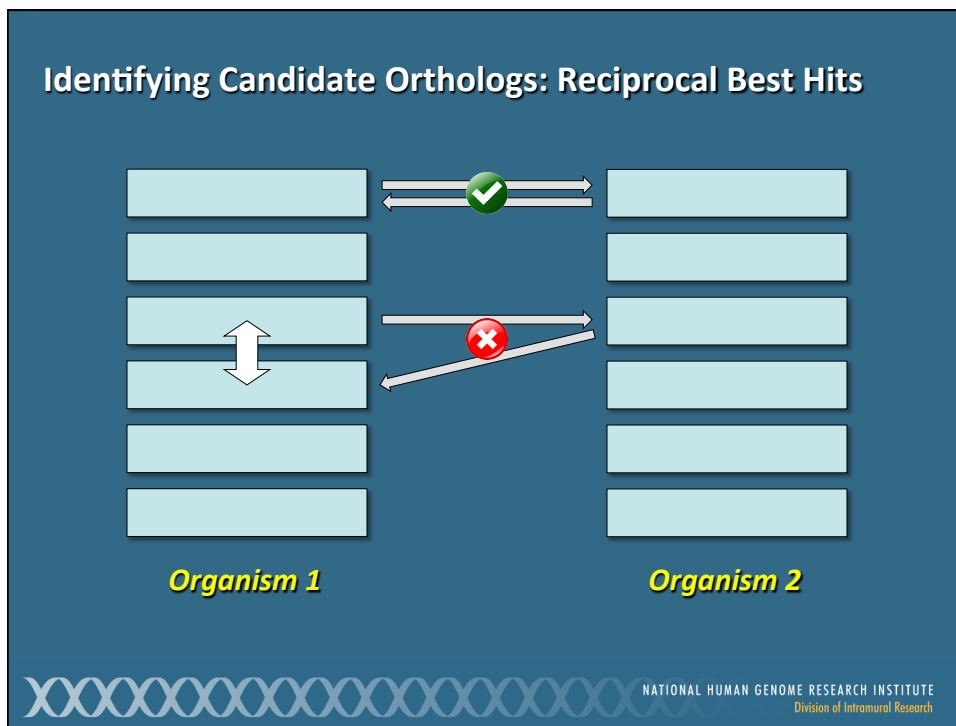 Identifying Candidate Orthologs: Reciprocal Best Hits
Organism 1
Organism 2
NATIONAL HUMAN GENOME RESEARCH INSTITUTE
Division of Intramural Research